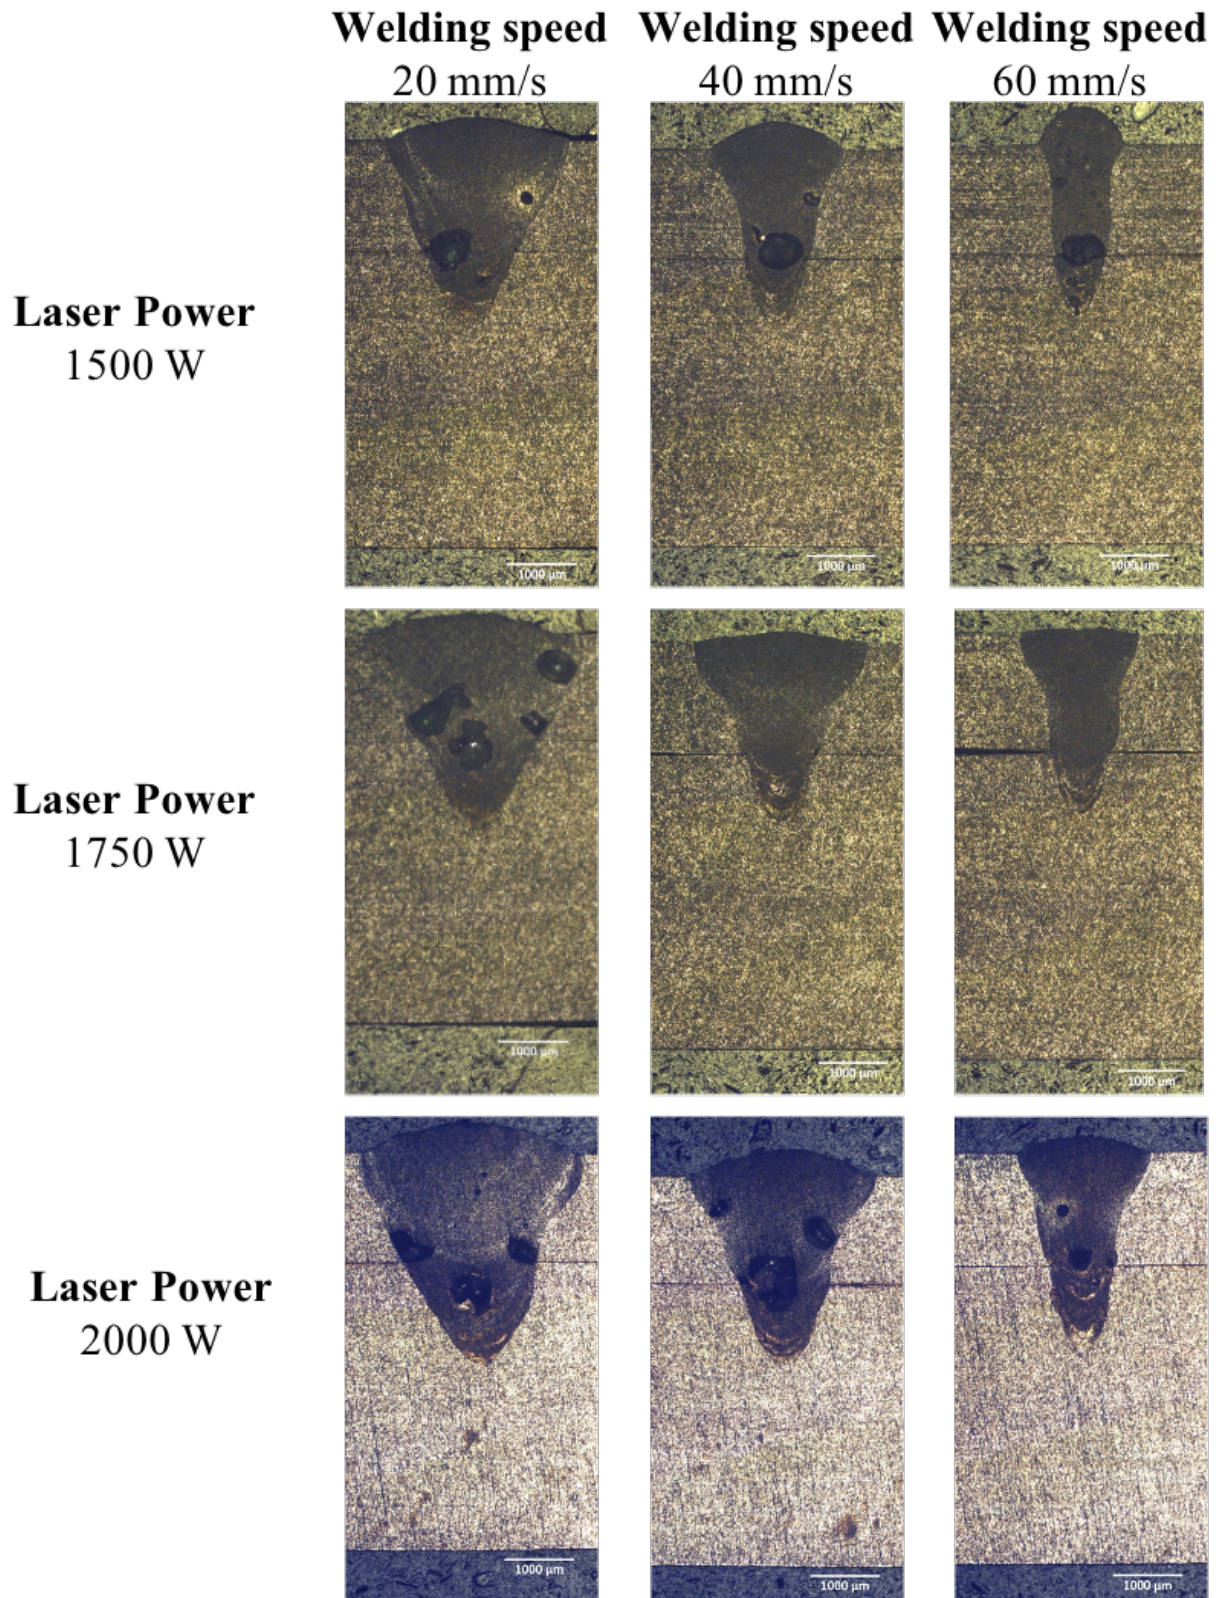 Welding speed Welding speed Welding speed
20 mm/s 40 mm/s 60 mm/s
Laser Power
1500 W
1000 µm 1000 µm 1000 µm
Laser Power
1750 W
1000 µm 1000 µm 1000 µm
Laser Power
2000 W
1000 µm 1000 µm 1000 µm